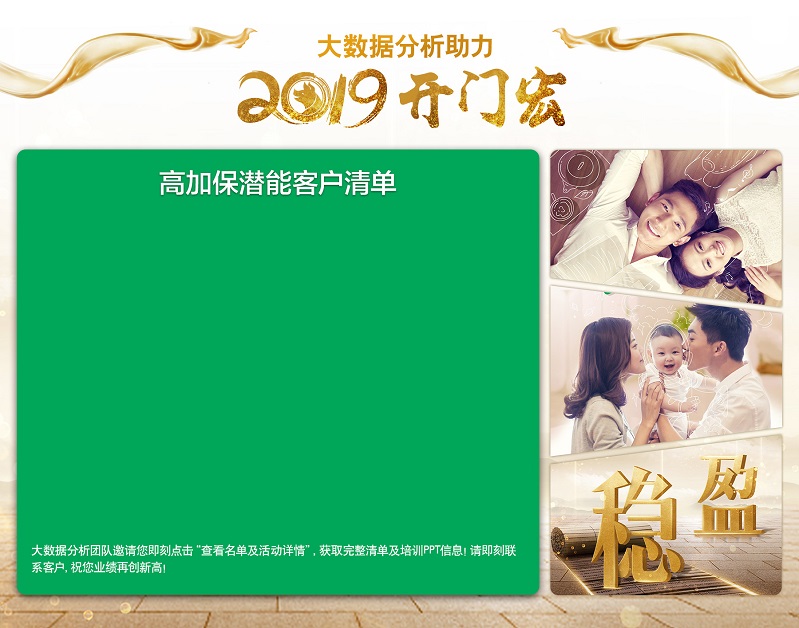 大数据分析助力
2019开门宏
高加保潜能客户清单
大数据分析团队邀请您即刻点击“查看名单及活动详情”, 获取完整清单及培训PPT信息! 请即刻联
系客户, 祝您业绩再创新高!
稳盈